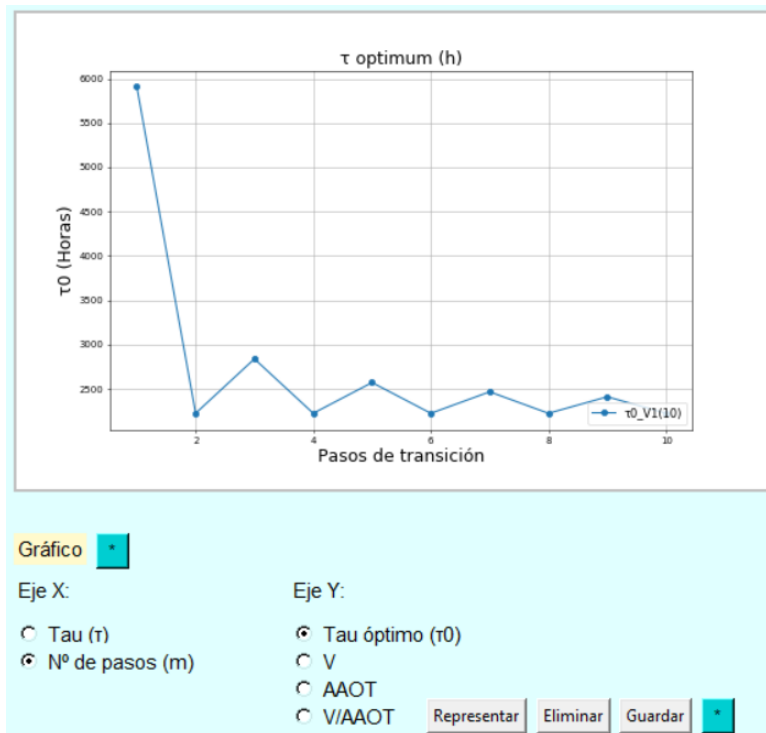 τ optimum (h)
6000
5500
5000
4500
4000
3500
3000
2500
τ0 (Horas)
τ0_V1(10)
2 4 6 8 10
Pasos de transición
Gráfico *
Eje X: Eje Y:
Tau (τ) Tau óptimo (τ0)
Nº de pasos (m) V
AAOT
V/AAOT Representar Eliminar Guardar *